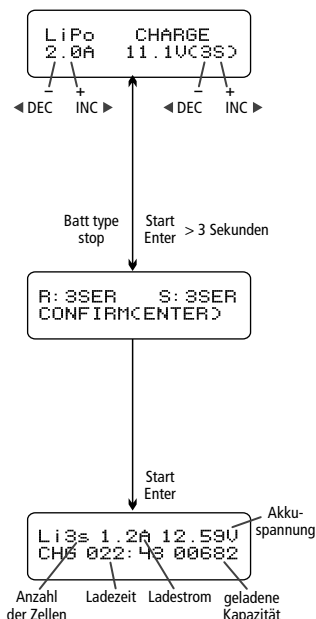 LiPo CHARGE
2.0A 11.1V(3S)
– + – +
◄ DEC INC ► ◄ DEC INC ►
Batt type
stop
Start
Enter
> 3 Sekunden
R:3SER S:3SER
CONFIRM(ENTER)
Start
Enter
Akku-
spannung
Li3s 1.2A 12.59V
CHG 022:43 00682
Anzahl
der Zellen
Ladezeit
Ladestrom
geladene
Kapazität